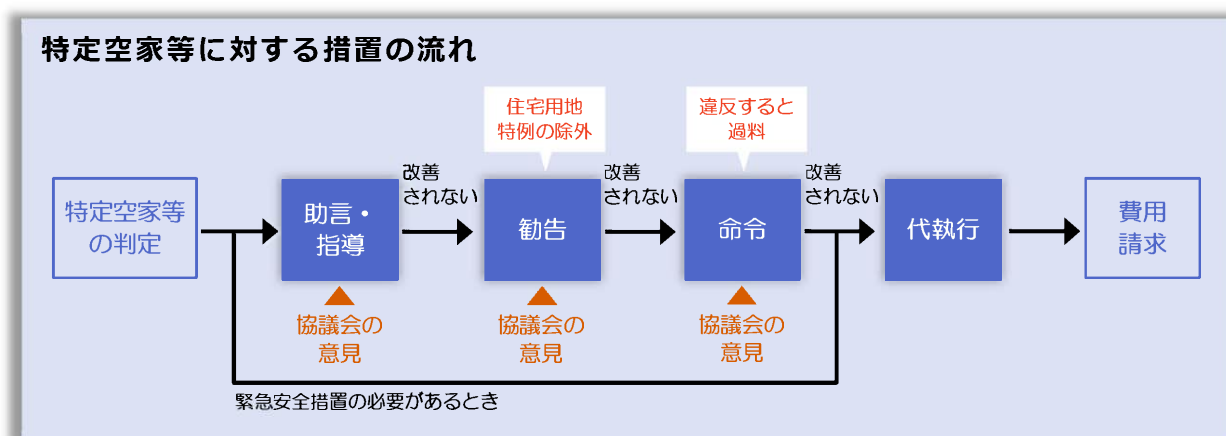 特定空家等に対する措置の流れ
住宅用地
特例の除外
違反すると
過料
特定空家等
の判定
助言・
指導
改善
されない
勧告
改善
されない
命令
改善
されない
代執行
費用
請求
協議会の
意見
協議会の
意見
協議会の
意見
緊急安全措置の必要があるとき